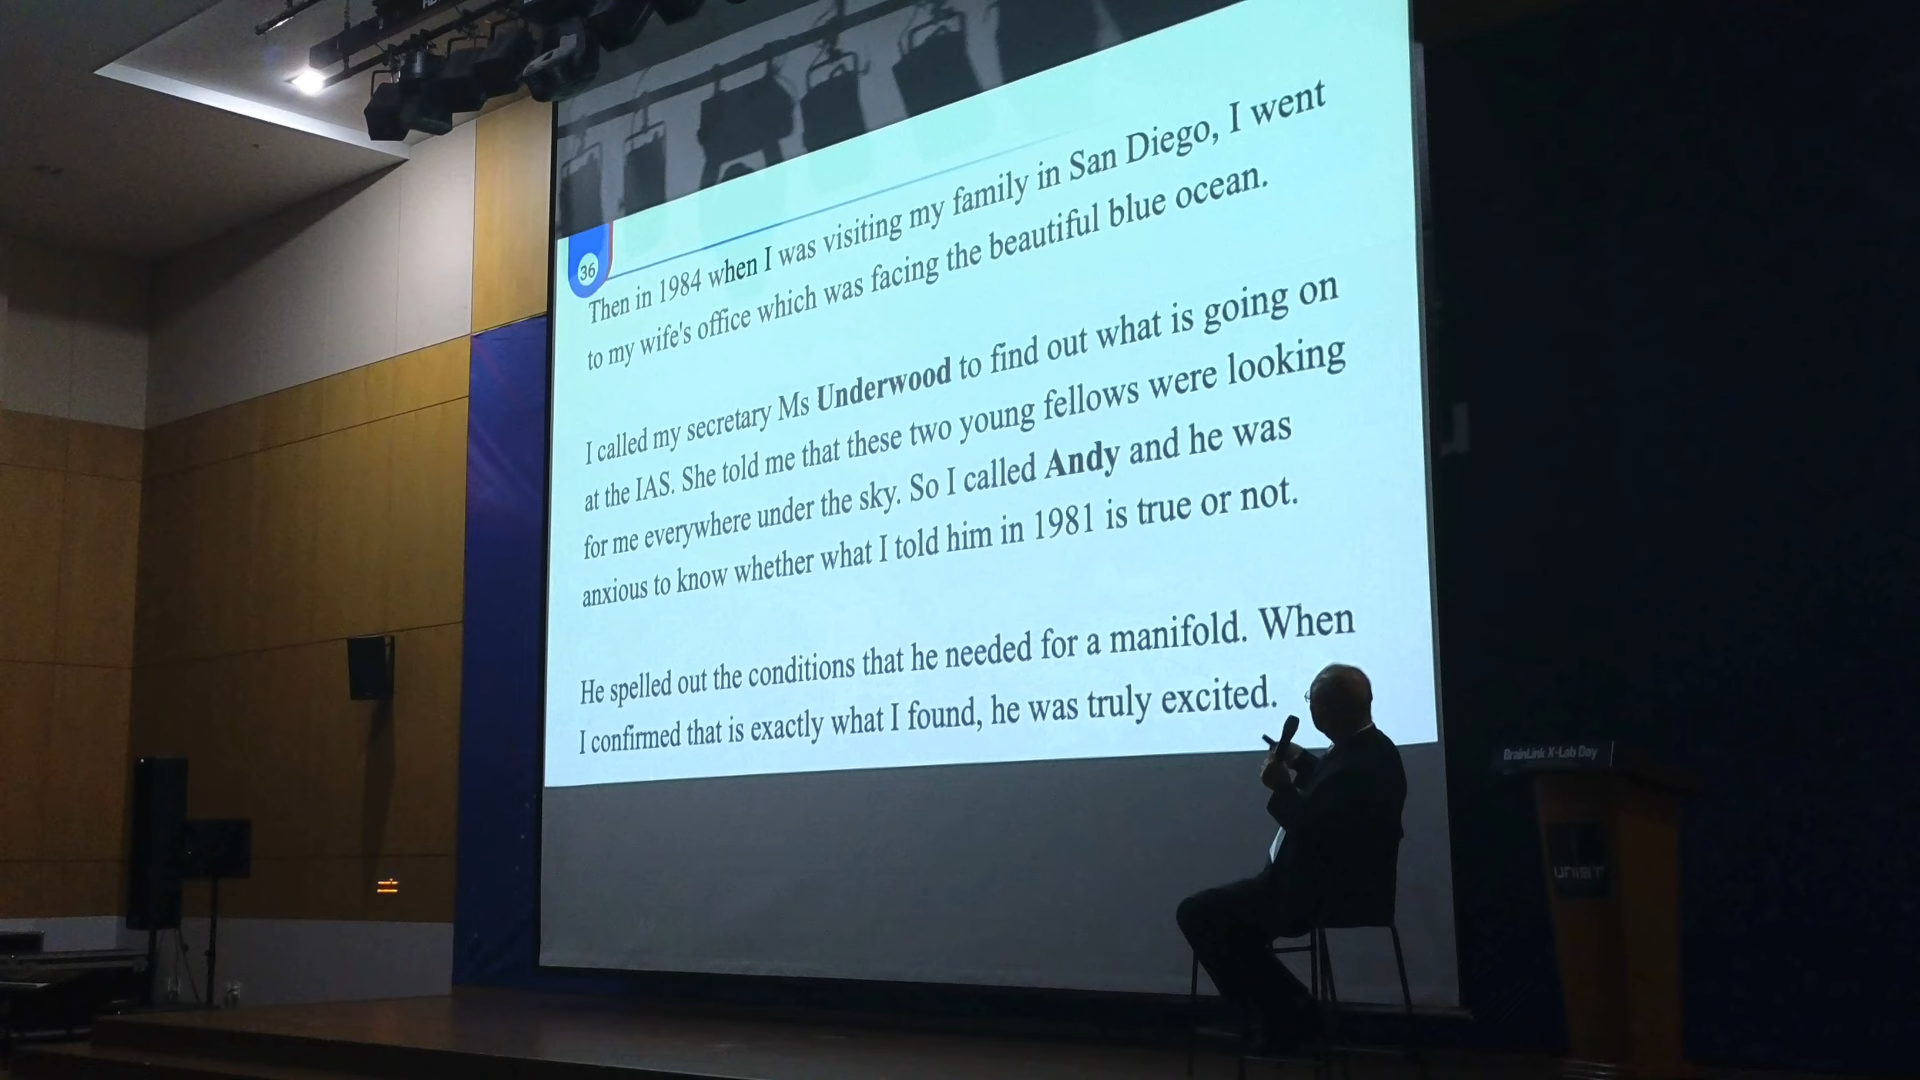 36
Then in 1984 when I was visiting my family in San Diego, I went
to my wife's office which was facing the beautiful blue ocean.
I called my secretary Ms Underwood to find out what is going on
at the IAS. She told me that these two young fellows were looking
for me everywhere under the sky. So I called Andy and he was
anxious to know whether what I told him in 1981 is true or not.
He spelled out the conditions that he needed for a manifold. When
I confirmed that is exactly what I found, he was truly excited.
BrainLink X-Lab Day
UNIST